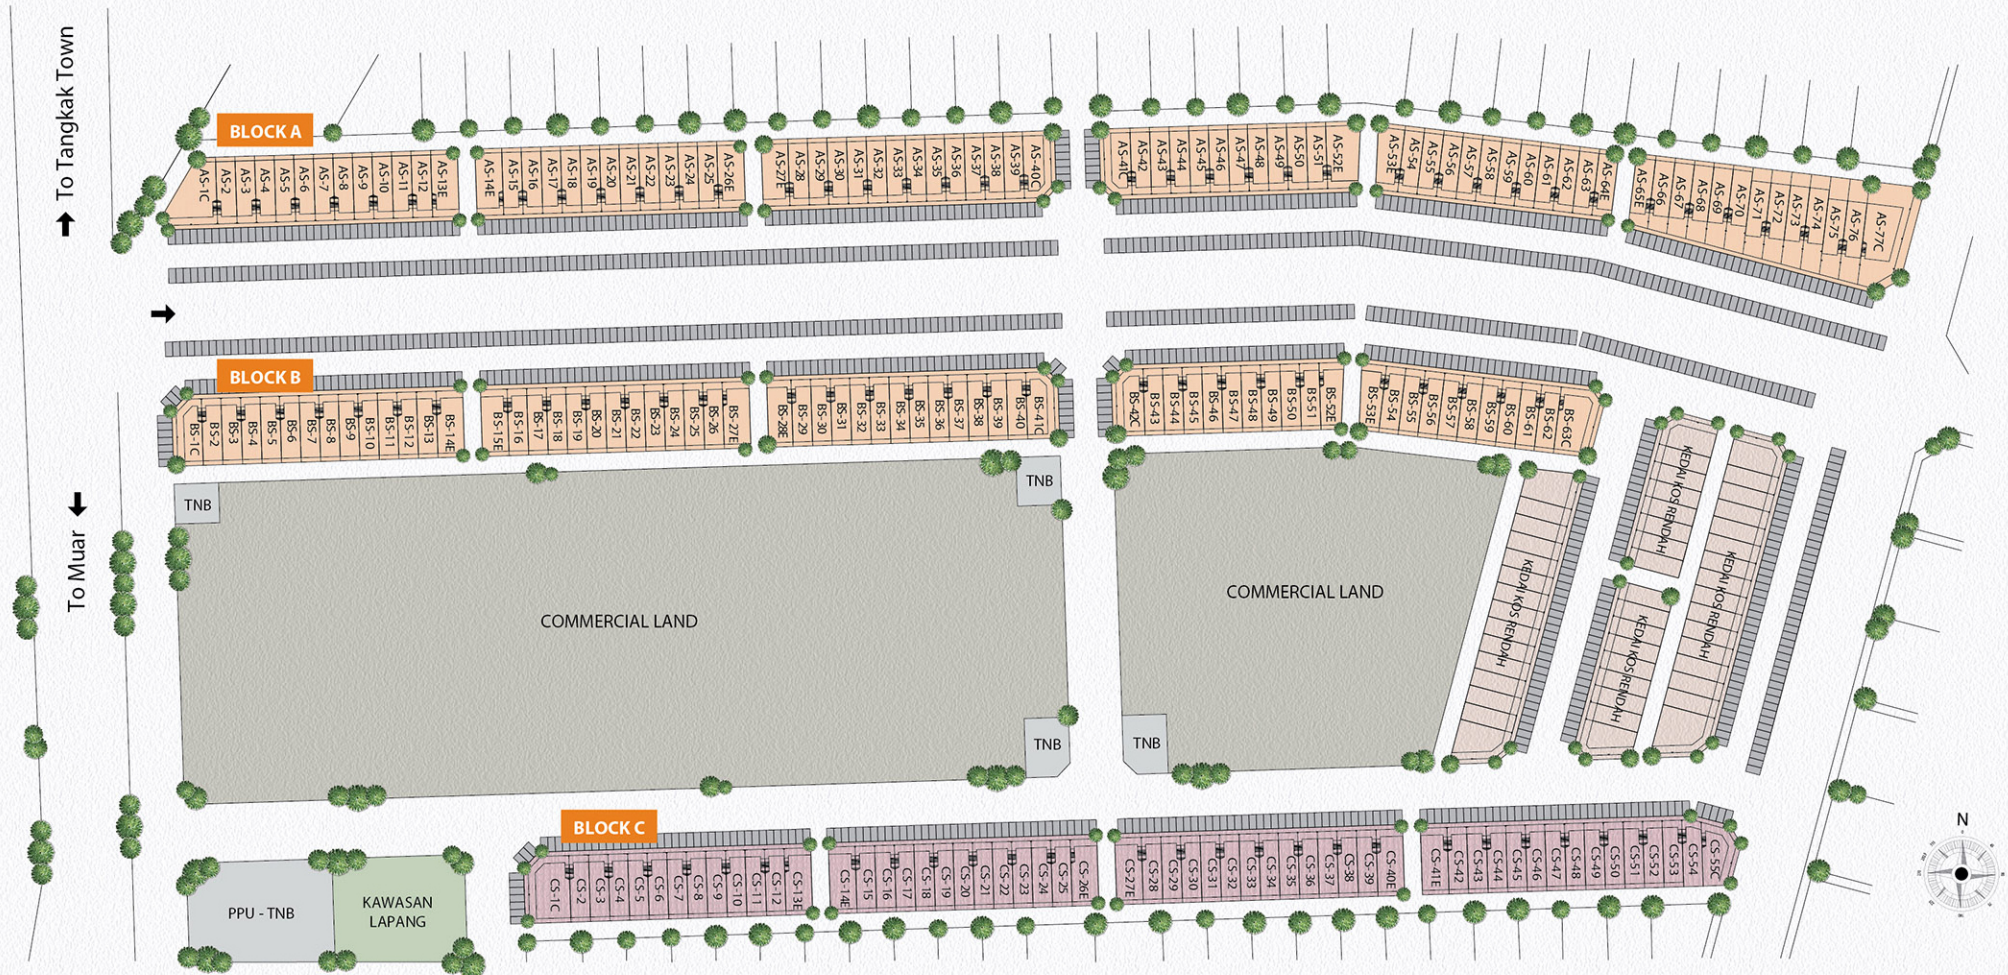 To Tangkak Town
BLOCK A
AS-1C
AS-2
AS-3
AS-4
AS-5
AS-6
AS-7
AS-8
AS-9
AS-10
AS-11
AS-12
AS-13E
AS-14E
AS-15
AS-16
AS-17
AS-18
AS-19
AS-20
AS-21
AS-22
AS-23
AS-24
AS-25
AS-26E
AS-27E
AS-28
AS-29
AS-30
AS-31
AS-32
AS-33
AS-34
AS-35
AS-36
AS-37
AS-38
AS-39
AS-40C
AS-41C
AS-42
AS-43
AS-44
AS-45
AS-46
AS-47
AS-48
AS-49
AS-50
AS-51
AS-52E
AS-53E
AS-54
AS-55
AS-56
AS-57
AS-58
AS-59
AS-60
AS-61
AS-62
AS-63
AS-64E
AS-65E
AS-66
AS-67
AS-68
AS-69
AS-70
AS-71
AS-72
AS-73
AS-74
AS-75
AS-76
AS-77C
BLOCK B
BS-1C
BS-2
BS-3
BS-4
BS-5
BS-6
BS-7
BS-8
BS-9
BS-10
BS-11
BS-12
BS-13
BS-14E
BS-15E
BS-16
BS-17
BS-18
BS-19
BS-20
BS-21
BS-22
BS-23
BS-24
BS-25
BS-26
BS-27E
BS-28E
BS-29
BS-30
BS-31
BS-32
BS-33
BS-34
BS-35
BS-36
BS-37
BS-38
BS-39
BS-40
BS-41C
BS-42C
BS-43
BS-44
BS-45
BS-46
BS-47
BS-48
BS-49
BS-50
BS-51
BS-52E
BS-53E
BS-54
BS-55
BS-56
BS-57
BS-58
BS-59
BS-60
BS-61
BS-62
BS-63C
To Muar
TNB
TNB
COMMERCIAL LAND
COMMERCIAL LAND
KEDAI KOS RENDAH
KEDAI KOS RENDAH
KEDAI KOS RENDAH
KEDAI KOS RENDAH
TNB
TNB
BLOCK C
CS-1C
CS-2
CS-3
CS-4
CS-5
CS-6
CS-7
CS-8
CS-9
CS-10
CS-11
CS-12
CS-13E
CS-14E
CS-15
CS-16
CS-17
CS-18
CS-19
CS-20
CS-21
CS-22
CS-23
CS-24
CS-25
CS-26E
CS-27E
CS-28
CS-29
CS-30
CS-31
CS-32
CS-33
CS-34
CS-35
CS-36
CS-37
CS-38
CS-39
CS-40E
CS-41E
CS-42
CS-43
CS-44
CS-45
CS-46
CS-47
CS-48
CS-49
CS-50
CS-51
CS-52
CS-53
CS-54
CS-55C
PPU - TNB
KAWASAN
LAPANG
N